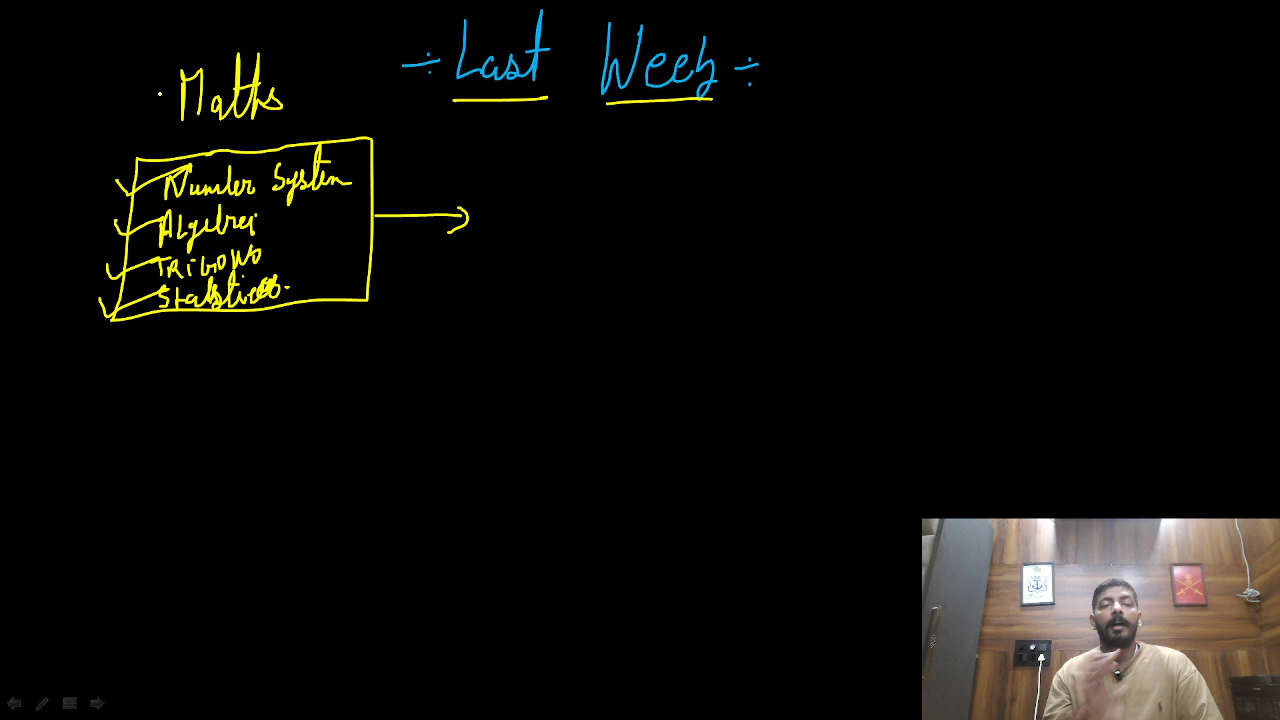 ÷ Last Week ÷
Maths
Number System
Algebra
TRIGONO
Statistics.